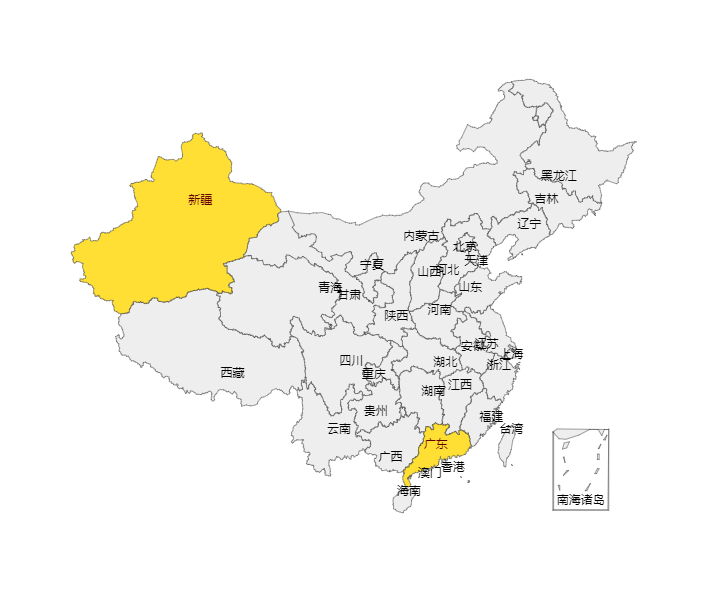 黑龙江
吉林
新疆
辽宁
内蒙古
北京
天津
宁夏
山西
河北
青海
甘肃
山东
陕西
河南
安徽
江苏
上海
四川
湖北
浙江
西藏
重庆
湖南
江西
贵州
福建
云南
台湾
广东
广西
香港
澳门
海南
南海诸岛